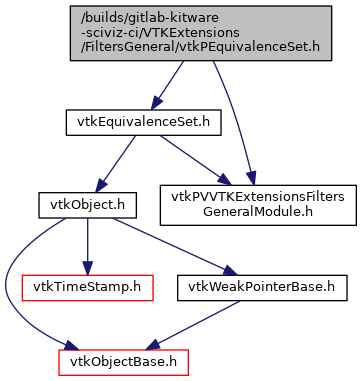 /builds/gitlab-kitware
-sciviz-ci/VTKExtensions
/FiltersGeneral/vtkPEquivalenceSet.h
vtkEquivalenceSet.h
vtkObject.h
vtkPVVTKExtensionsFilters
GeneralModule.h
vtkTimeStamp.h
vtkWeakPointerBase.h
vtkObjectBase.h